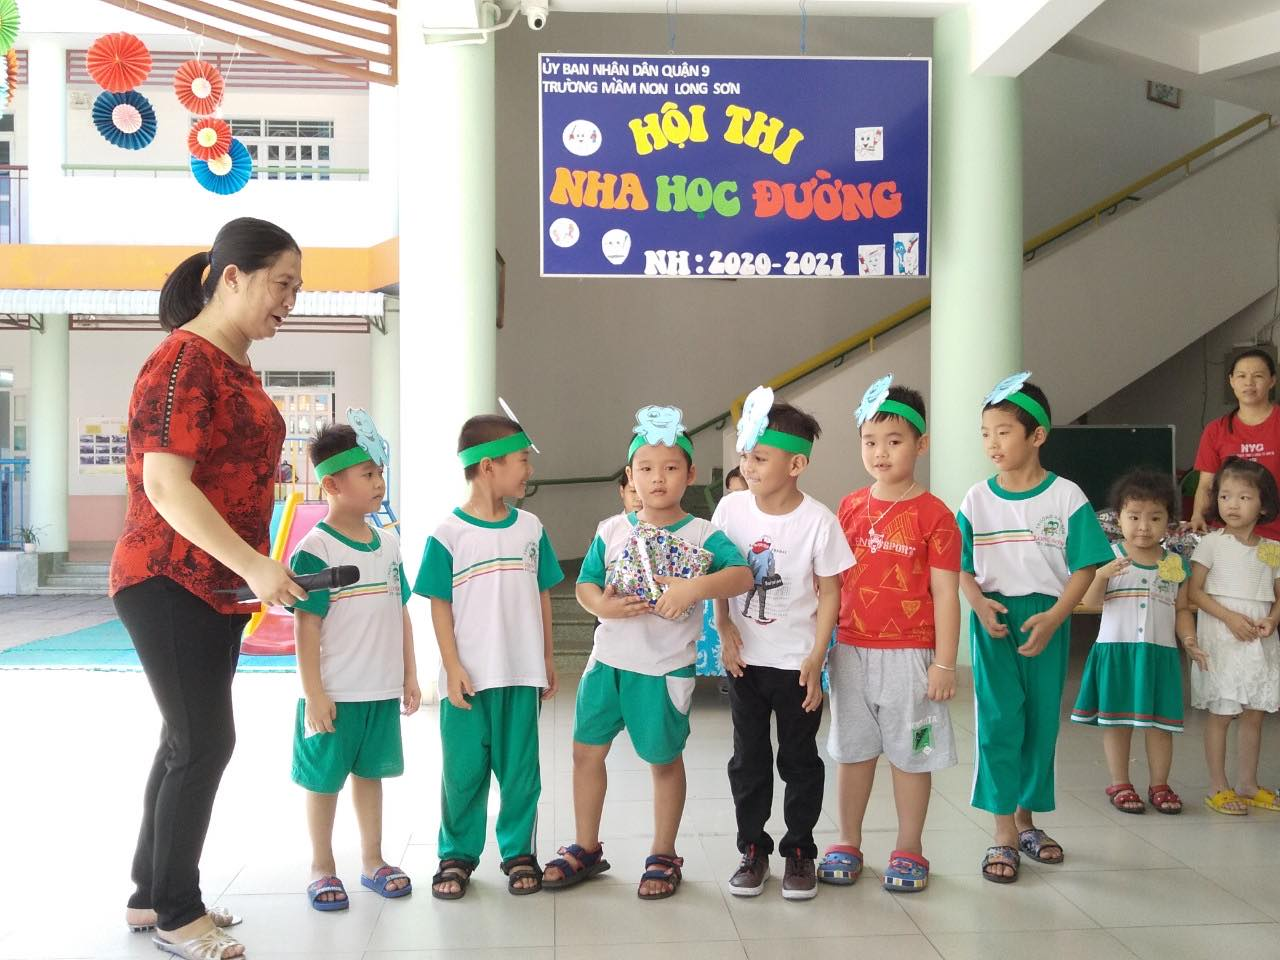 ỦY BAN NHÂN DÂN QUẬN 9
TRƯỜNG MẦM NON LONG SƠN
HỘI THI
NHA HỌC ĐƯỜNG
NH : 2020-2021
NYC